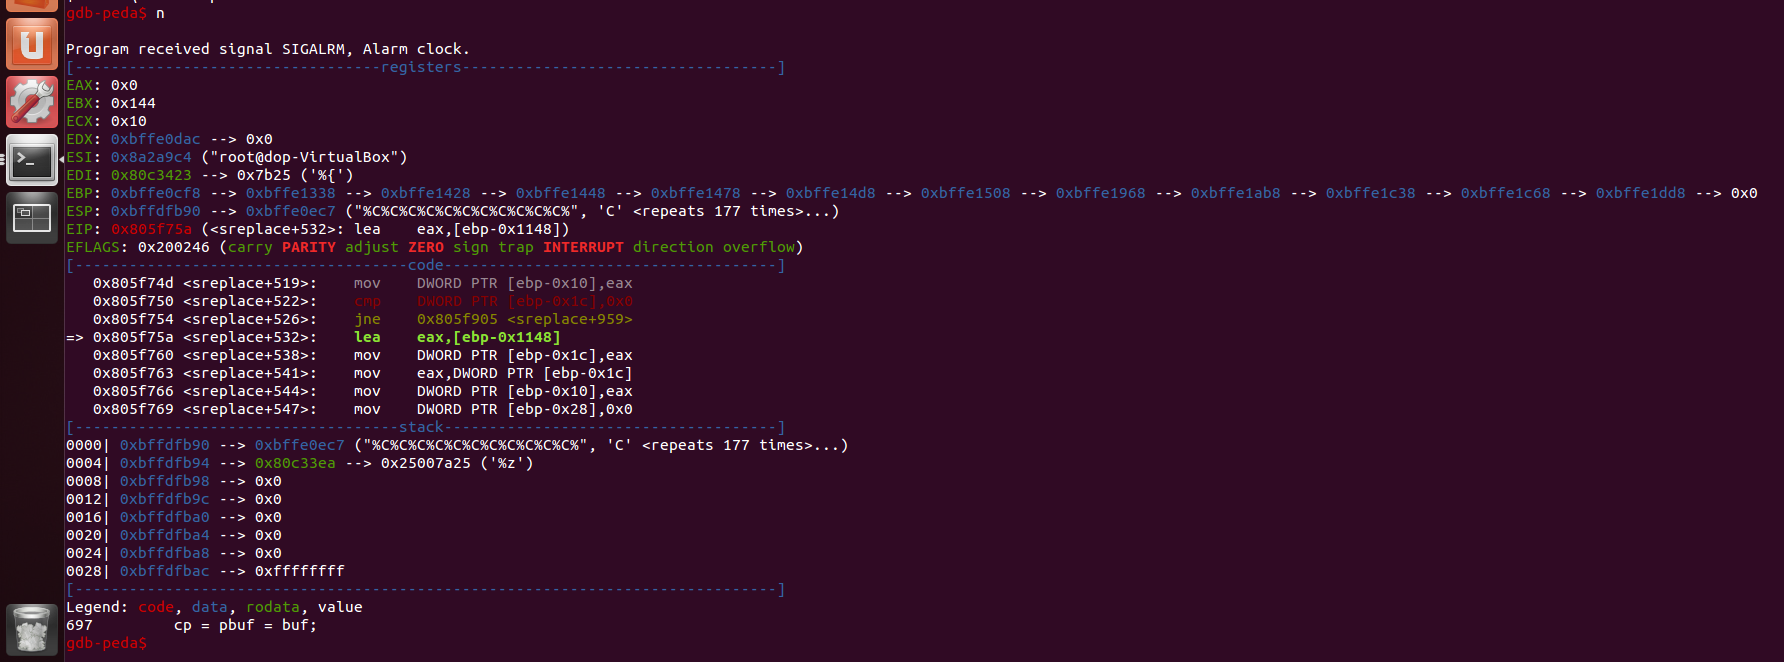 gdb-peda$ n
Program received signal SIGALRM, Alarm clock.
[----------------------------------registers-----------------------------------]
EAX: 0x0
EBX: 0x144
ECX: 0x10
EDX: 0xbffe0dac --> 0x0
ESI: 0x8a2a9c4 ("root@dop-VirtualBox")
EDI: 0x80c3423 --> 0x7b25 ('%{')
EBP: 0xbffe0cf8 --> 0xbffe1338 --> 0xbffe1428 --> 0xbffe1448 --> 0xbffe1478 --> 0xbffe14d8 --> 0xbffe1508 --> 0xbffe1968 --> 0xbffe1ab8 --> 0xbffe1c38 --> 0xbffe1c68 --> 0xbffe1dd8 --> 0x0
ESP: 0xbffdfb90 --> 0xbffe0ec7 ("%C%C%C%C%C%C%C%C%C%C%C%", 'C' <repeats 177 times>...)
EIP: 0x805f75a (<sreplace+532>: lea    eax,[ebp-0x1148])
EFLAGS: 0x200246 (carry PARITY adjust ZERO sign trap INTERRUPT direction overflow)
[-------------------------------------code-------------------------------------]
   0x805f74d <sreplace+519>:    mov    DWORD PTR [ebp-0x10],eax
   0x805f750 <sreplace+522>:    cmp    DWORD PTR [ebp-0x1c],0x0
   0x805f754 <sreplace+526>:    jne    0x805f905 <sreplace+959>
=> 0x805f75a <sreplace+532>:    lea    eax,[ebp-0x1148]
   0x805f760 <sreplace+538>:    mov    DWORD PTR [ebp-0x1c],eax
   0x805f763 <sreplace+541>:    mov    eax,DWORD PTR [ebp-0x1c]
   0x805f766 <sreplace+544>:    mov    DWORD PTR [ebp-0x10],eax
   0x805f769 <sreplace+547>:    mov    DWORD PTR [ebp-0x28],0x0
[------------------------------------stack-------------------------------------]
0000| 0xbffdfb90 --> 0xbffe0ec7 ("%C%C%C%C%C%C%C%C%C%C%C%", 'C' <repeats 177 times>...)
0004| 0xbffdfb94 --> 0x80c33ea --> 0x25007a25 ('%z')
0008| 0xbffdfb98 --> 0x0
0012| 0xbffdfb9c --> 0x0
0016| 0xbffdfba0 --> 0x0
0020| 0xbffdfba4 --> 0x0
0024| 0xbffdfba8 --> 0x0
0028| 0xbffdfbac --> 0xffffffff
[------------------------------------------------------------------------------]
Legend: code, data, rodata, value
697         cp = pbuf = buf;
gdb-peda$